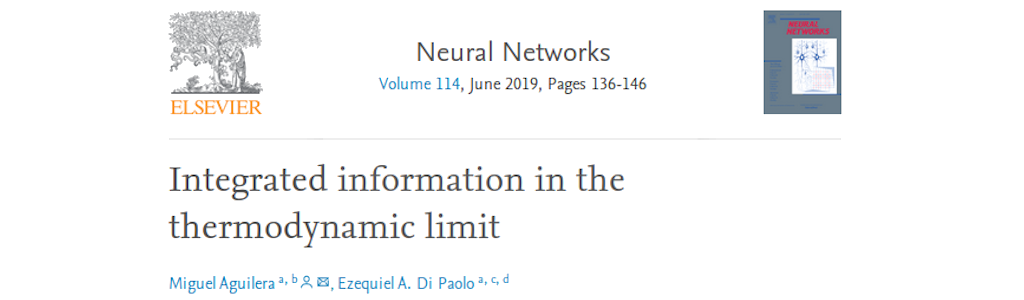 Neural Networks
Volume 114, June 2019, Pages 136-146
ELSEVIER
NEURAL
NETWORKS
Integrated information in the
thermodynamic limit
Miguel Aguilera a, b, Ezequiel A. Di Paolo a, c, d